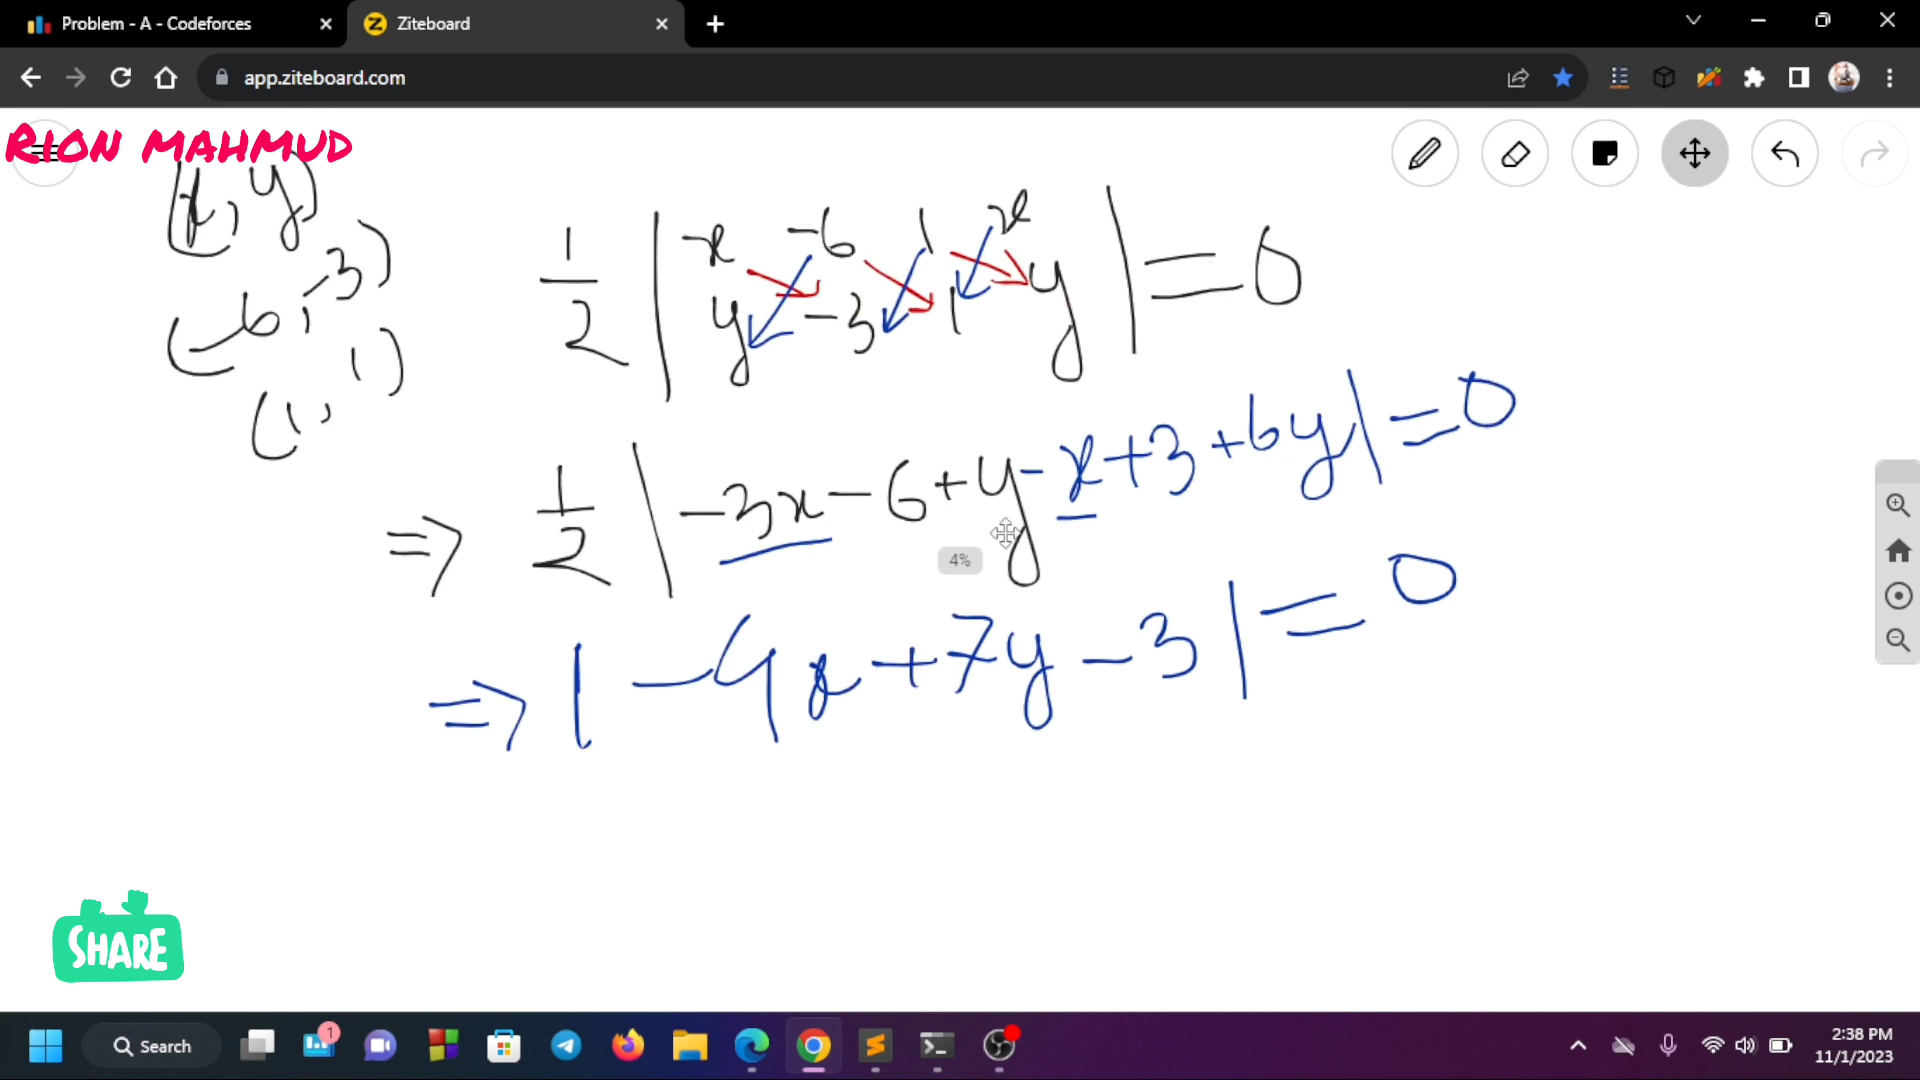 Problem - A - Codeforces
Ziteboard
app.ziteboard.com
RION MAHMUD
(x, y)
(-6, -3)
(1, 1)
1/2 | x -6 1 x
y -3 1 y | = 0
=> 1/2 | -3x - 6 + y - x + 3 + 6y | = 0
4%
=> | -4x + 7y - 3 | = 0
SHARE
Search
1
2:38 PM
11/1/2023